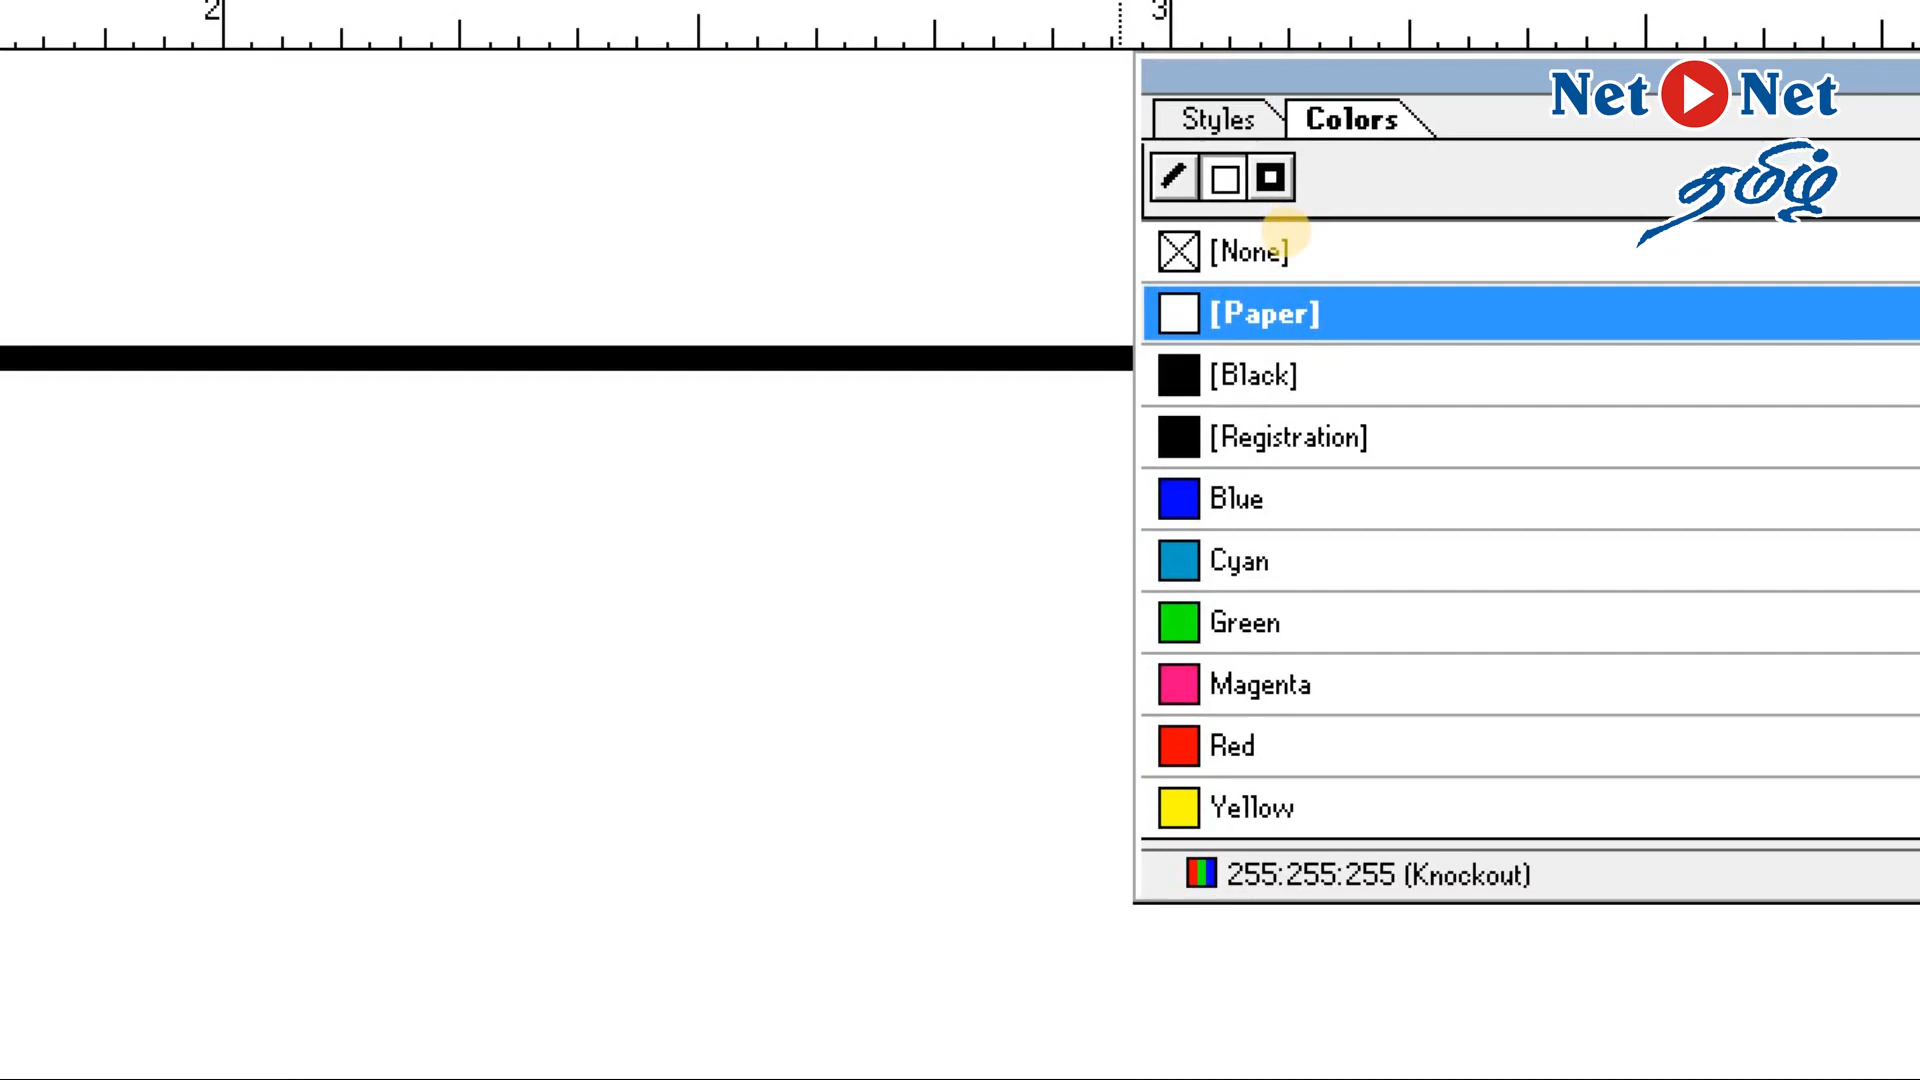 2 3
Net Net
தமிழ்
Styles Colors
[None]
[Paper]
[Black]
[Registration]
Blue
Cyan
Green
Magenta
Red
Yellow
255:255:255 (Knockout)